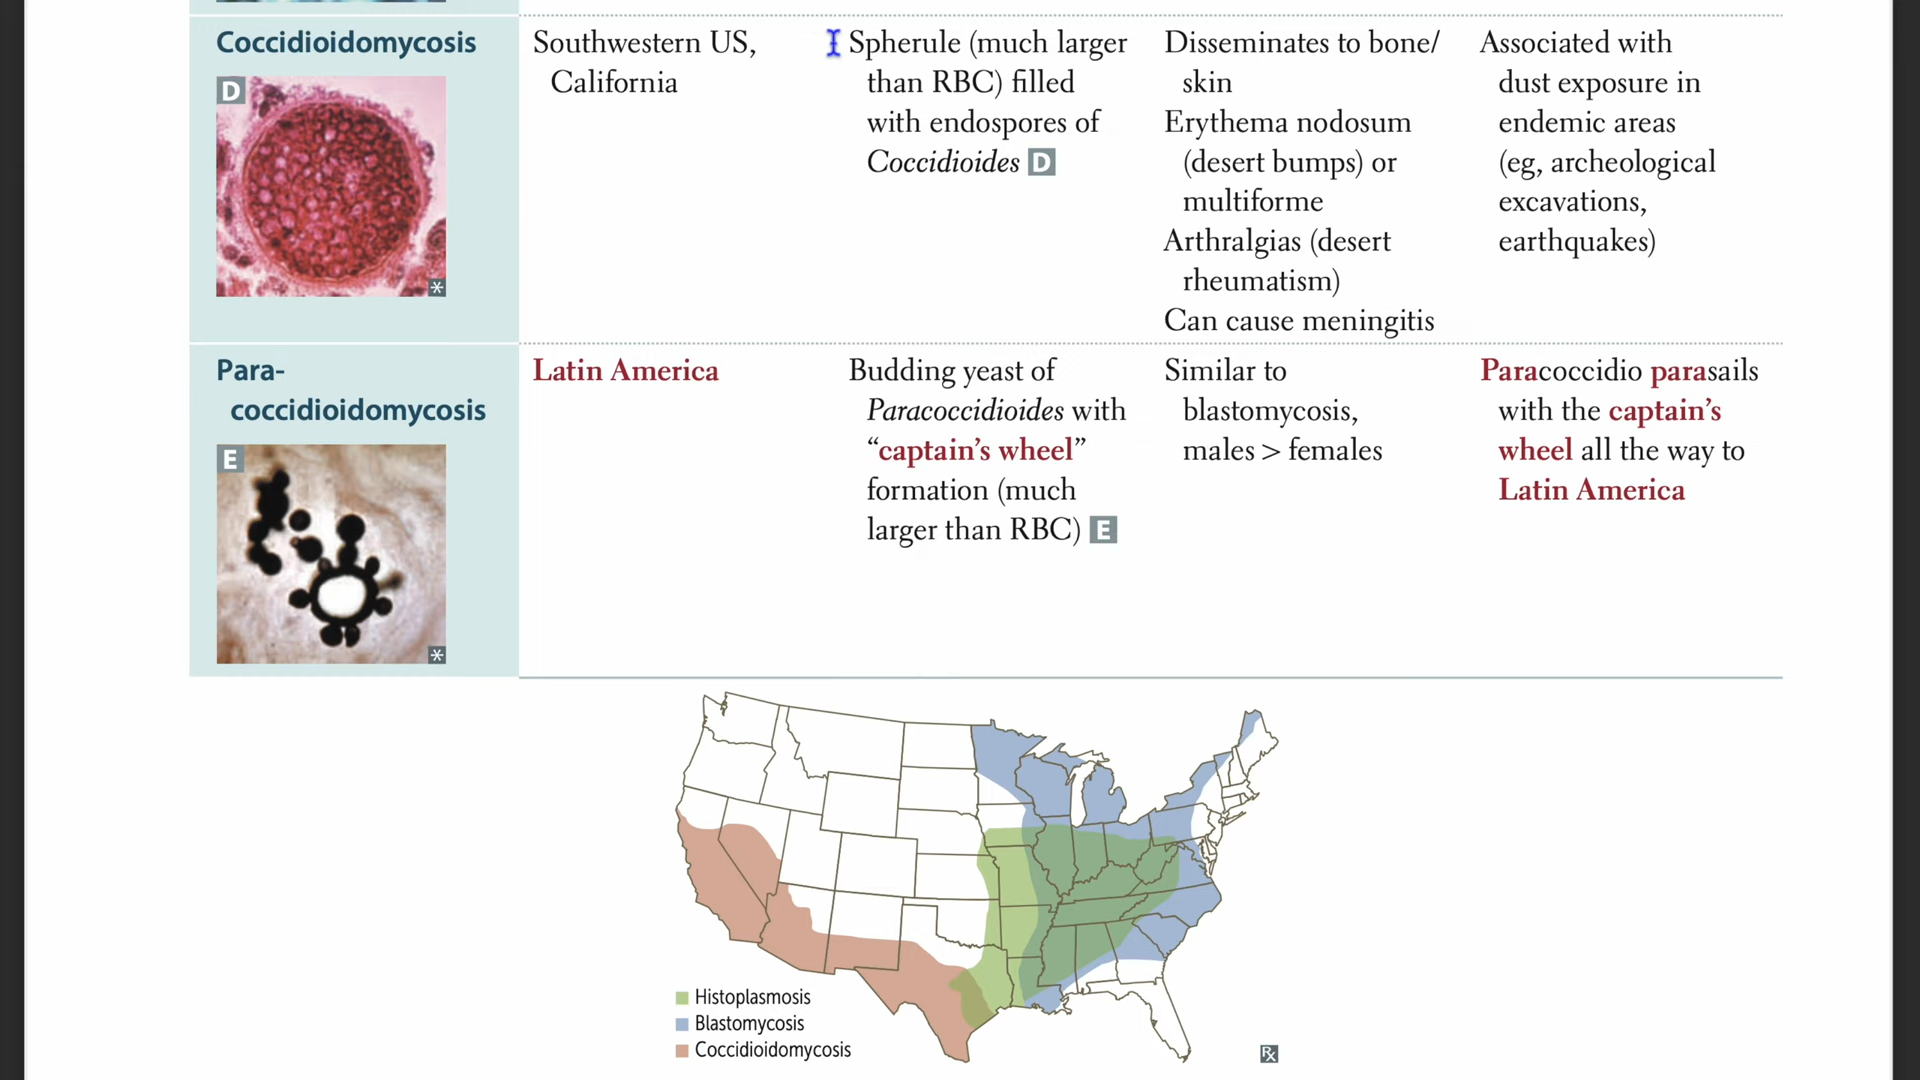 Coccidioidomycosis
D
*
Southwestern US,
California
Spherule (much larger
than RBC) filled
with endospores of
Coccidioides D
Disseminates to bone/
skin
Erythema nodosum
(desert bumps) or
multiforme
Arthralgias (desert
rheumatism)
Can cause meningitis
Associated with
dust exposure in
endemic areas
(eg, archeological
excavations,
earthquakes)
Para-
coccidioidomycosis
E
*
Latin America
Budding yeast of
Paracoccidioides with
“captain’s wheel”
formation (much
larger than RBC) E
Similar to
blastomycosis,
males > females
Paracoccidio parasails
with the captain’s
wheel all the way to
Latin America
Histoplasmosis
Blastomycosis
Coccidioidomycosis
Rx